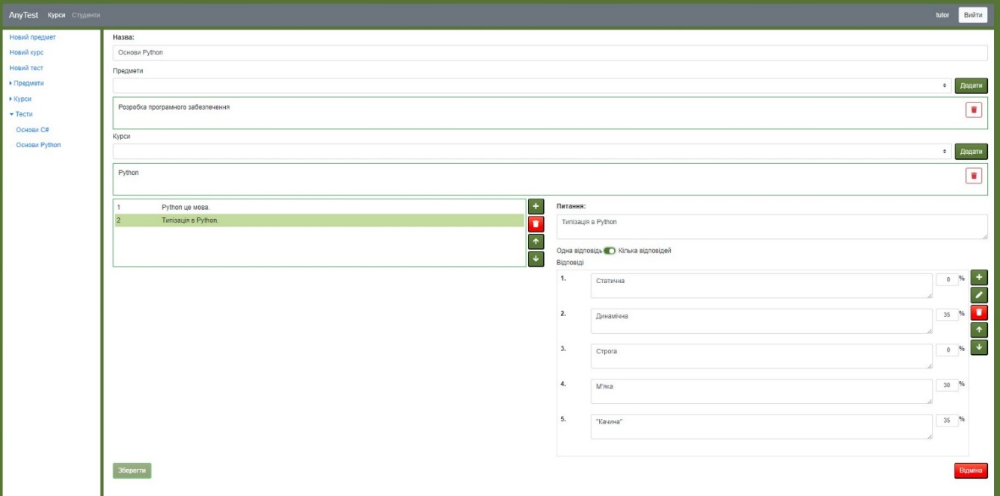 AnyTest Курси Студенти tutor Вийти
Новий предмет
Новий курс
Новий тест
Предмети
Курси
Тести
Основи C#
Основи Python
Назва:
Основи Python
Предмети
Додати
Розробка програмного забезпечення
Курси
Додати
Python
1 Python це мова.
2 Типізація в Python.
Питання:
Типізація в Python
Одна відповідь Кілька відповідей
Відповіді
1. Статична 0 %
2. Динамічна 35 %
3. Строга 0 %
4. М'яка 30 %
5. "Качина" 35 %
Зберегти Відміна